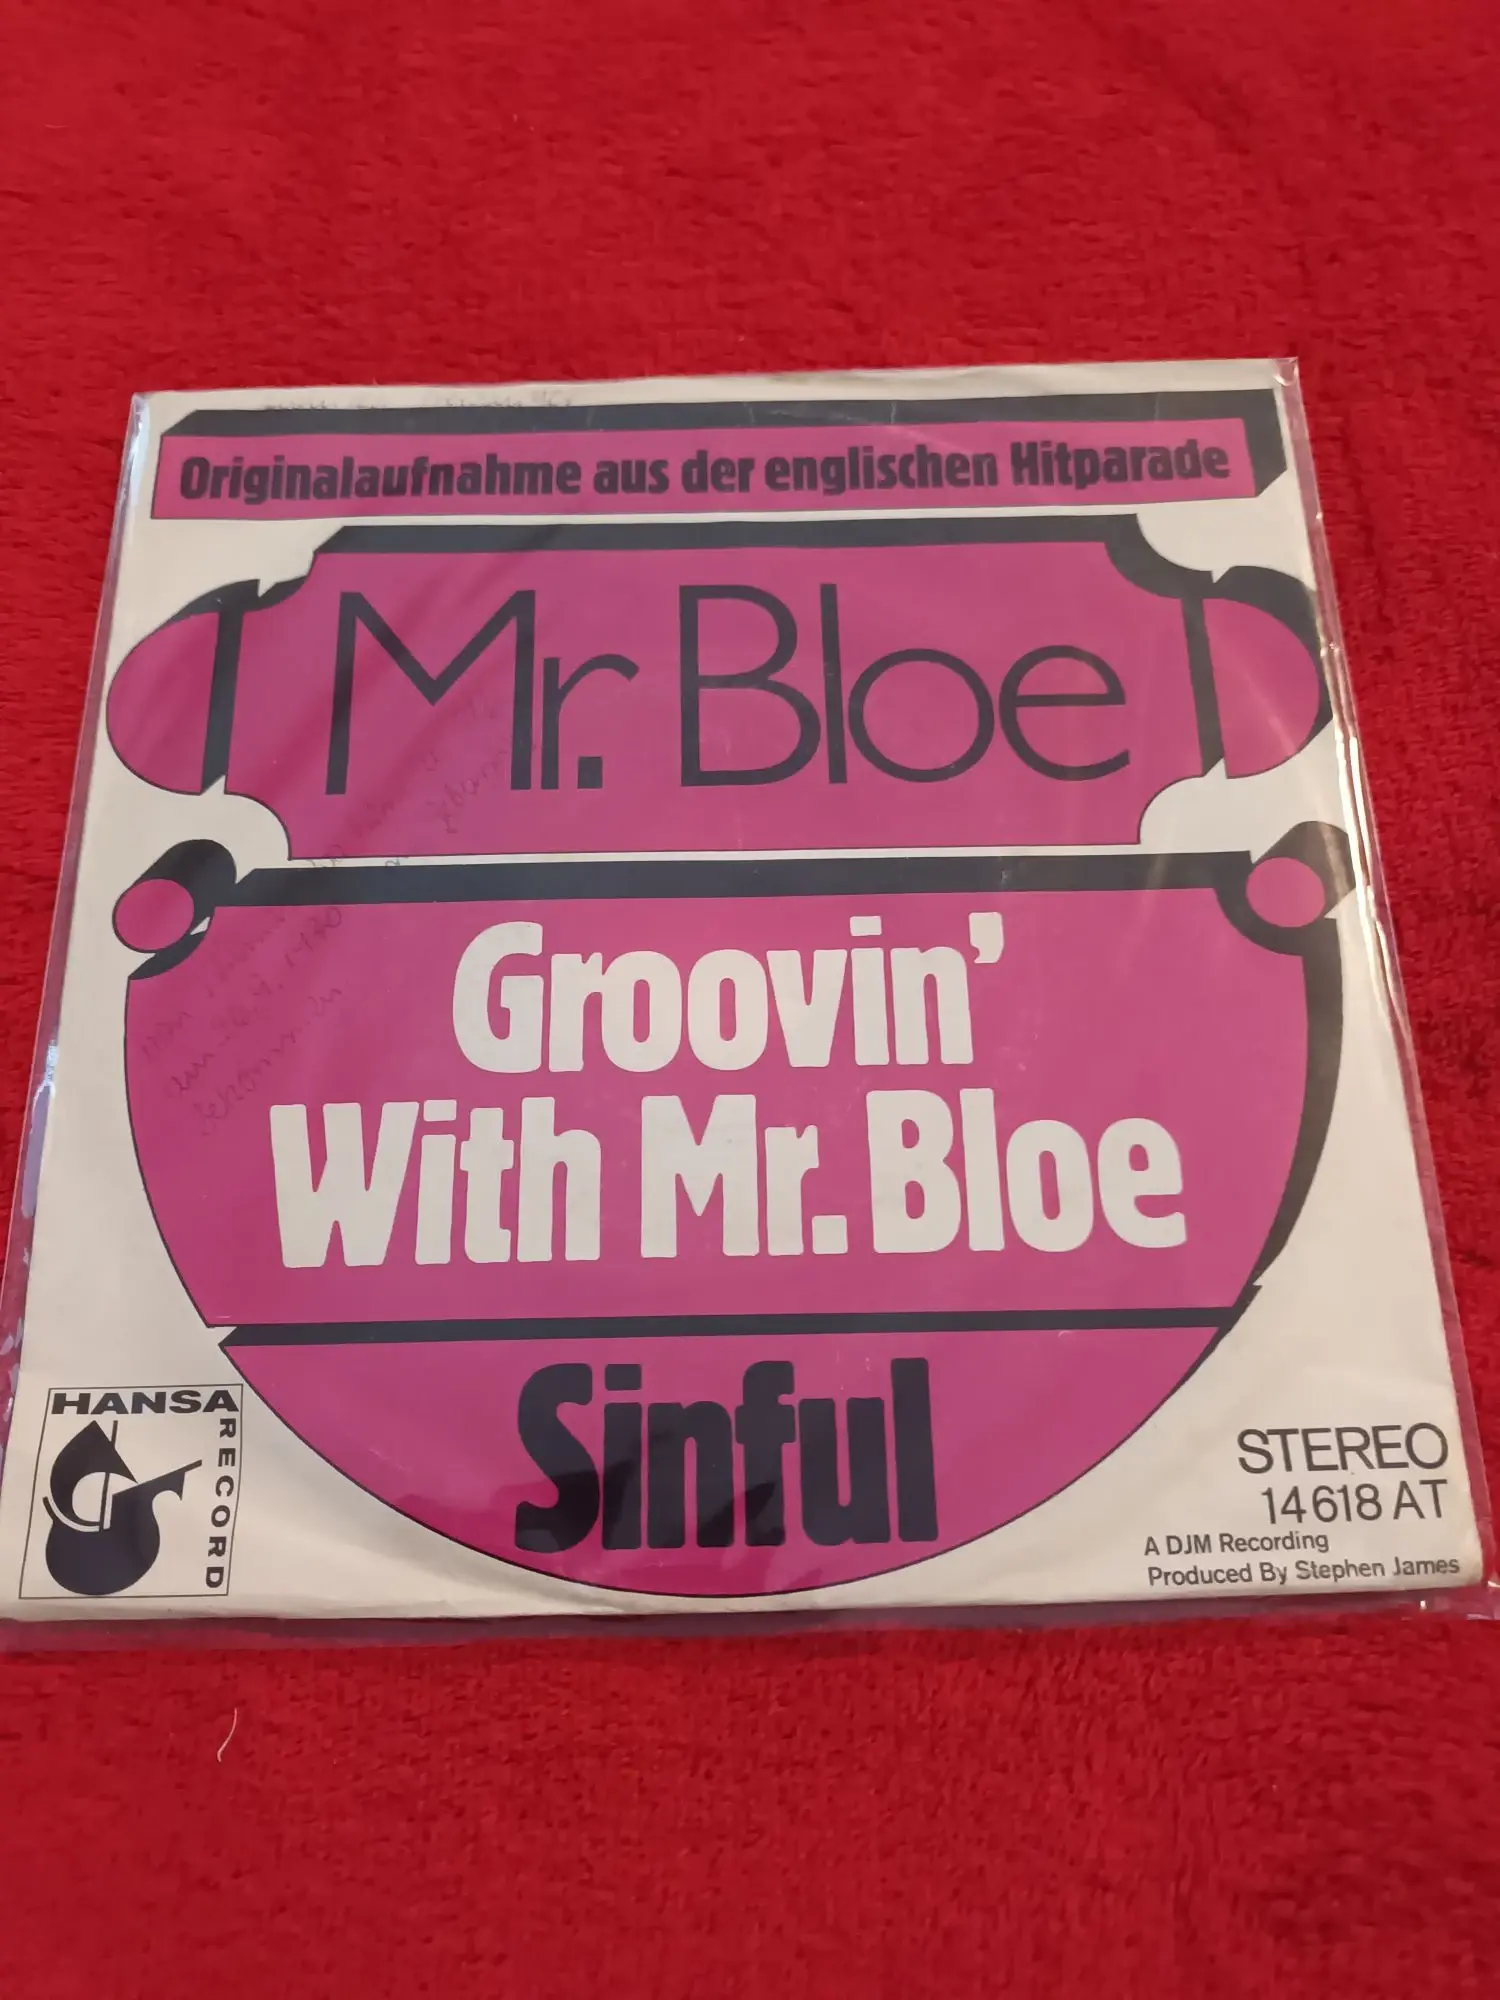 Originalaufnahme aus der englischen Hitparade
Mr. Bloe
Groovin'
With Mr. Bloe
Sinful
HANSA
RECORD
STEREO
14 618 AT
A DJM Recording
Produced By Stephen James
1970